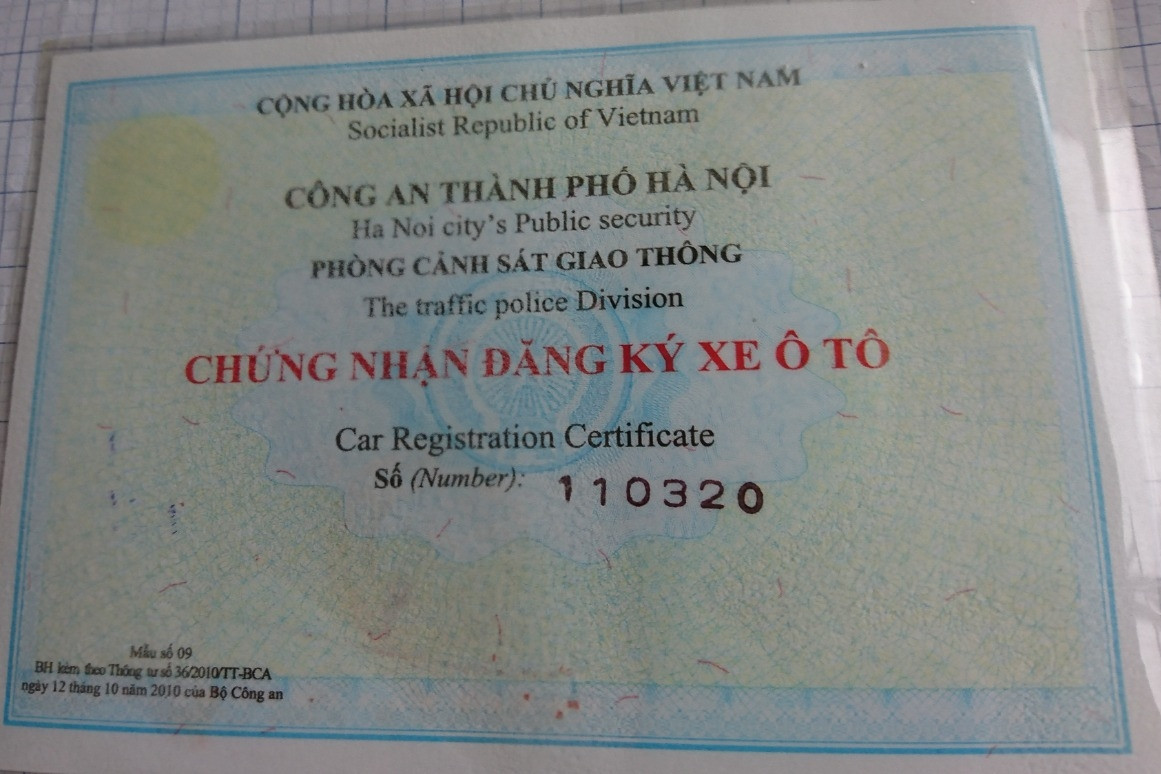 CỘNG HÒA XÃ HỘI CHỦ NGHĨA VIỆT NAM
Socialist Republic of Vietnam
CÔNG AN THÀNH PHỐ HÀ NỘI
Ha Noi city's Public security
PHÒNG CẢNH SÁT GIAO THÔNG
The traffic police Division
CHỨNG NHẬN ĐĂNG KÝ XE Ô TÔ
Car Registration Certificate
Số (Number): 110320
Mẫu số 09
BH kèm theo Thông tư số 36/2010/TT-BCA
ngày 12 tháng 10 năm 2010 của Bộ Công an